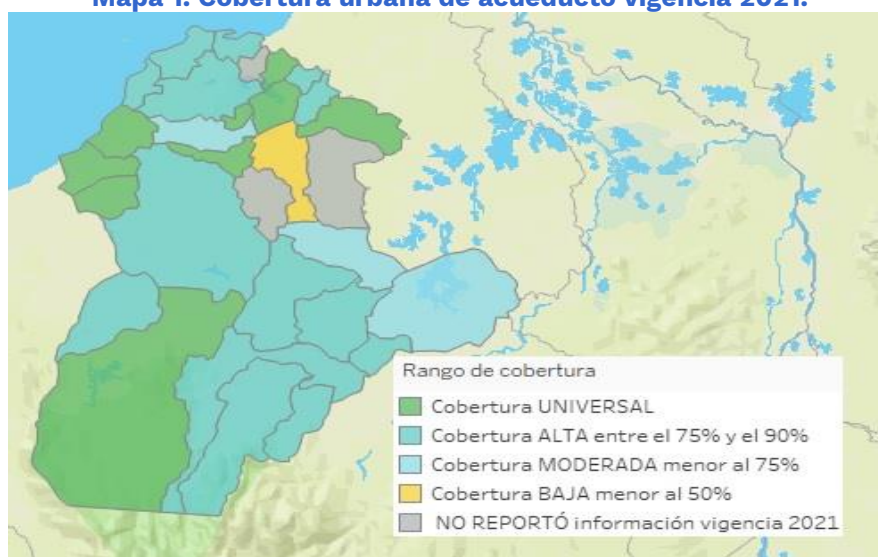 Mapa 1. Cobertura urbana de acueducto vigencia 2021.
Rango de cobertura
Cobertura UNIVERSAL
Cobertura ALTA entre el 75% y el 90%
Cobertura MODERADA menor al 75%
Cobertura BAJA menor al 50%
NO REPORTÓ información vigencia 2021